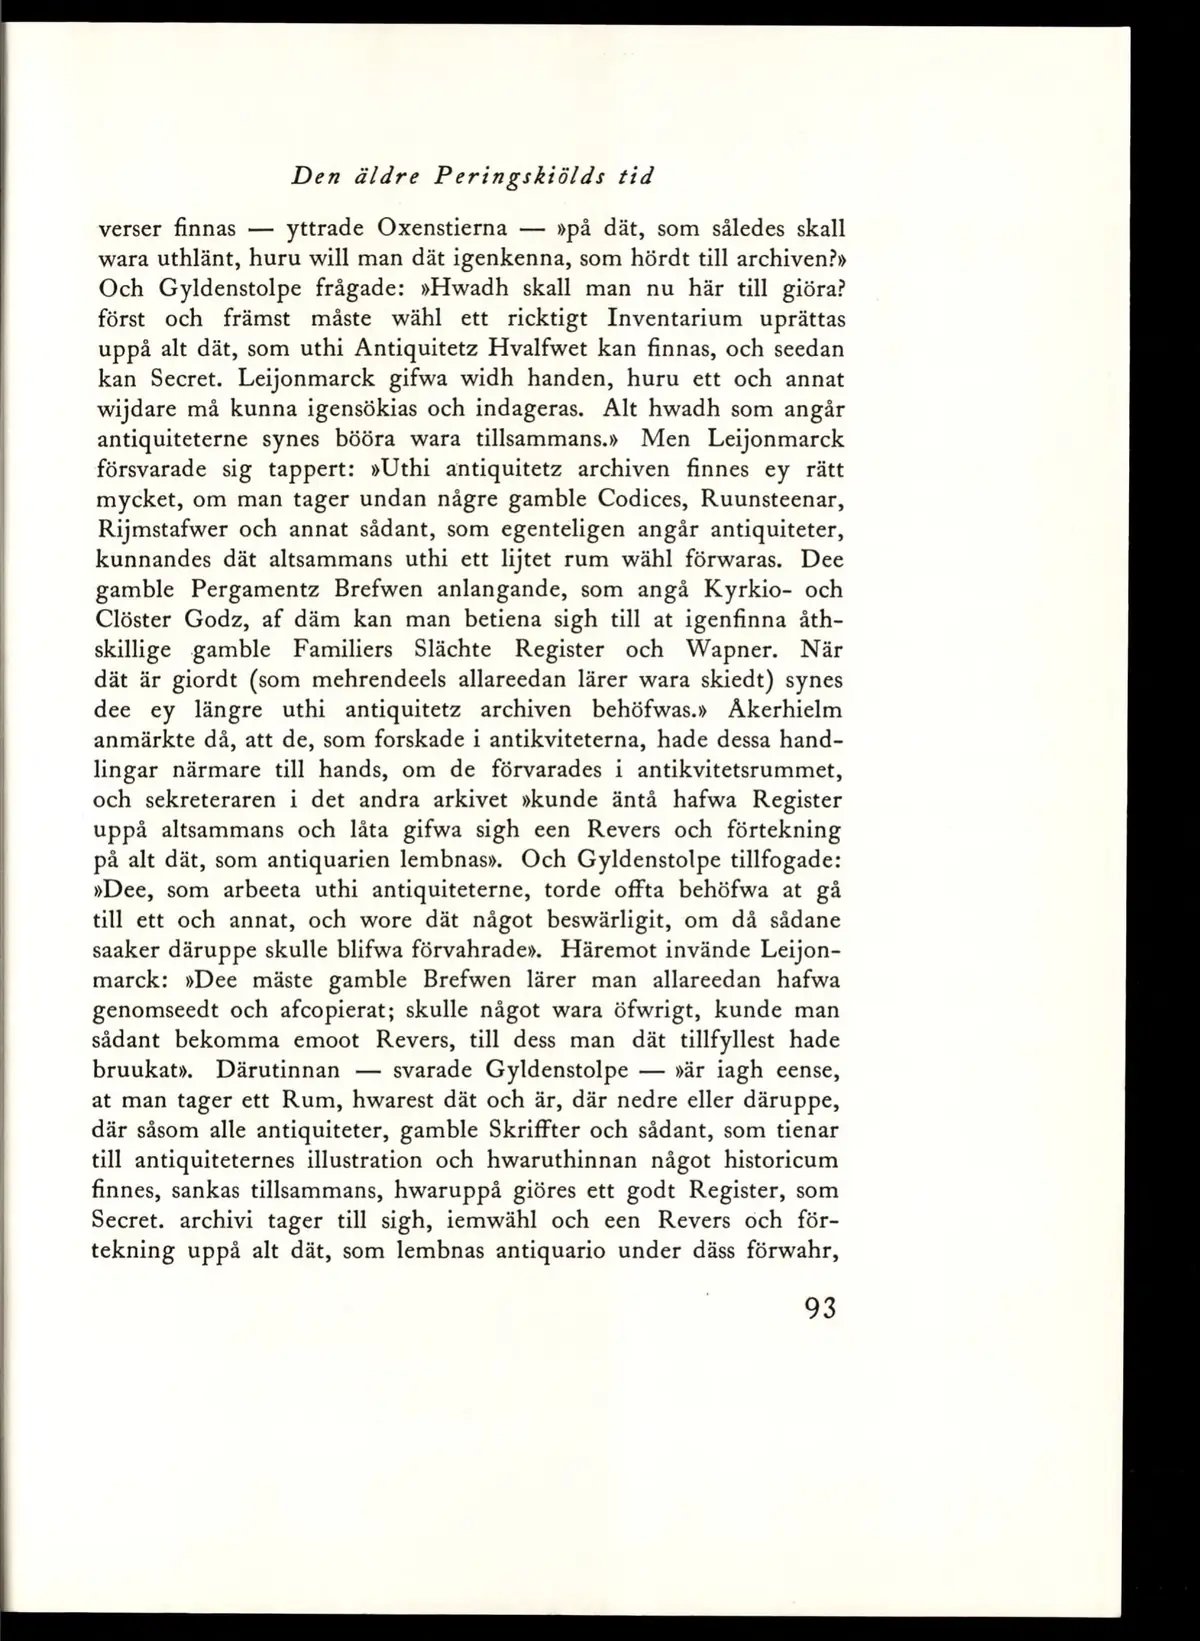 Den äldre Peringskiölds tid
verser finnas — yttrade Oxenstierna — »på dät, som således skall
wara uthlänt, huru will man dät igenkenna, som hördt till archiven?»
Och Gyldenstolpe frågade: »Hwadh skall man nu här till giöra?
först och främst måste wähl ett ricktigt Inventarium uprättas
uppå alt dät, som uthi Antiquitetz Hvalfwet kan finnas, och seedan
kan Secret. Leijonmarck gifwa widh handen, huru ett och annat
wijdare må kunna igensökias och indageras. Alt hwadh som angår
antiquiteterne synes bööra wara tillsammans.» Men Leijonmarck
försvarade sig tappert: »Uthi antiquitetz archiven finnes ey rätt
mycket, om man tager undan någre gamble Codices, Ruunsteenar,
Rijmstafwer och annat sådant, som egenteligen angår antiquiteter,
kunnandes dät altsammans uthi ett lijtet rum wähl förwaras. Dee
gamble Pergamentz Brefwen anlangande, som angå Kyrkio- och
Clöster Godz, af däm kan man betiena sigh till at igenfinna åth-
skillige gamble Familiers Slächte Register och Wapner. När
dät är giordt (som mehrendeels allareedan lärer wara skiedt) synes
dee ey längre uthi antiquitetz archiven behöfwas.» Åkerhielm
anmärkte då, att de, som forskade i antikviteterna, hade dessa hand-
lingar närmare till hands, om de förvarades i antikvitetsrummet,
och sekreteraren i det andra arkivet »kunde äntå hafwa Register
uppå altsammans och låta gifwa sigh een Revers och förtekning
på alt dät, som antiquarien lembnas». Och Gyldenstolpe tillfogade:
»Dee, som arbeeta uthi antiquiteterne, torde offta behöfwa at gå
till ett och annat, och wore dät något beswärligit, om då sådane
saaker däruppe skulle blifwa förvahrade». Häremot invände Leijon-
marck: »Dee mäste gamble Brefwen lärer man allareedan hafwa
genomseedt och afcopierat; skulle något wara öfwrigt, kunde man
sådant bekomma emoot Revers, till dess man dät tillfyllest hade
bruukat». Därutinnan — svarade Gyldenstolpe — »är iagh eense,
at man tager ett Rum, hwarest dät och är, där nedre eller däruppe,
där såsom alle antiquiteter, gamble Skriffter och sådant, som tienar
till antiquiteternes illustration och hwaruthinnan något historicum
finnes, sankas tillsammans, hwaruppå giöres ett godt Register, som
Secret. archivi tager till sigh, iemwähl och een Revers och för-
tekning uppå alt dät, som lembnas antiquario under däss förwahr,
93